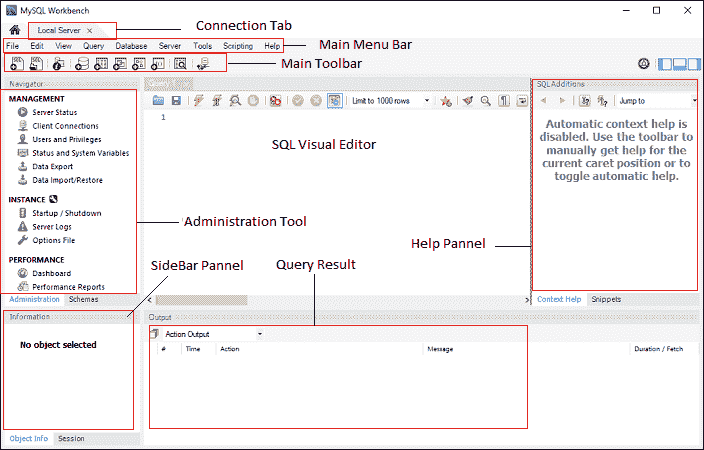 MySQL Workbench
Connection Tab
Local Server ×
File Edit View Query Database Server Tools Scripting Help
Main Menu Bar
Main Toolbar
Navigator
SQL Additions
MANAGEMENT
Server Status
Client Connections
Users and Privileges
Status and System Variables
Data Export
Data Import/Restore
INSTANCE
Startup / Shutdown
Server Logs
Options File
PERFORMANCE
Dashboard
Performance Reports
Administration Schemas
Limit to 1000 rows
1
SQL Visual Editor
Administration Tool
SideBar Pannel
Query Result
Help Pannel
Jump to
Automatic context help is
disabled. Use the toolbar to
manually get help for the
current caret position or to
toggle automatic help.
Context Help Snippets
Information
No object selected
Object Info Session
Output
Action Output
# Time Action Message Duration / Fetch